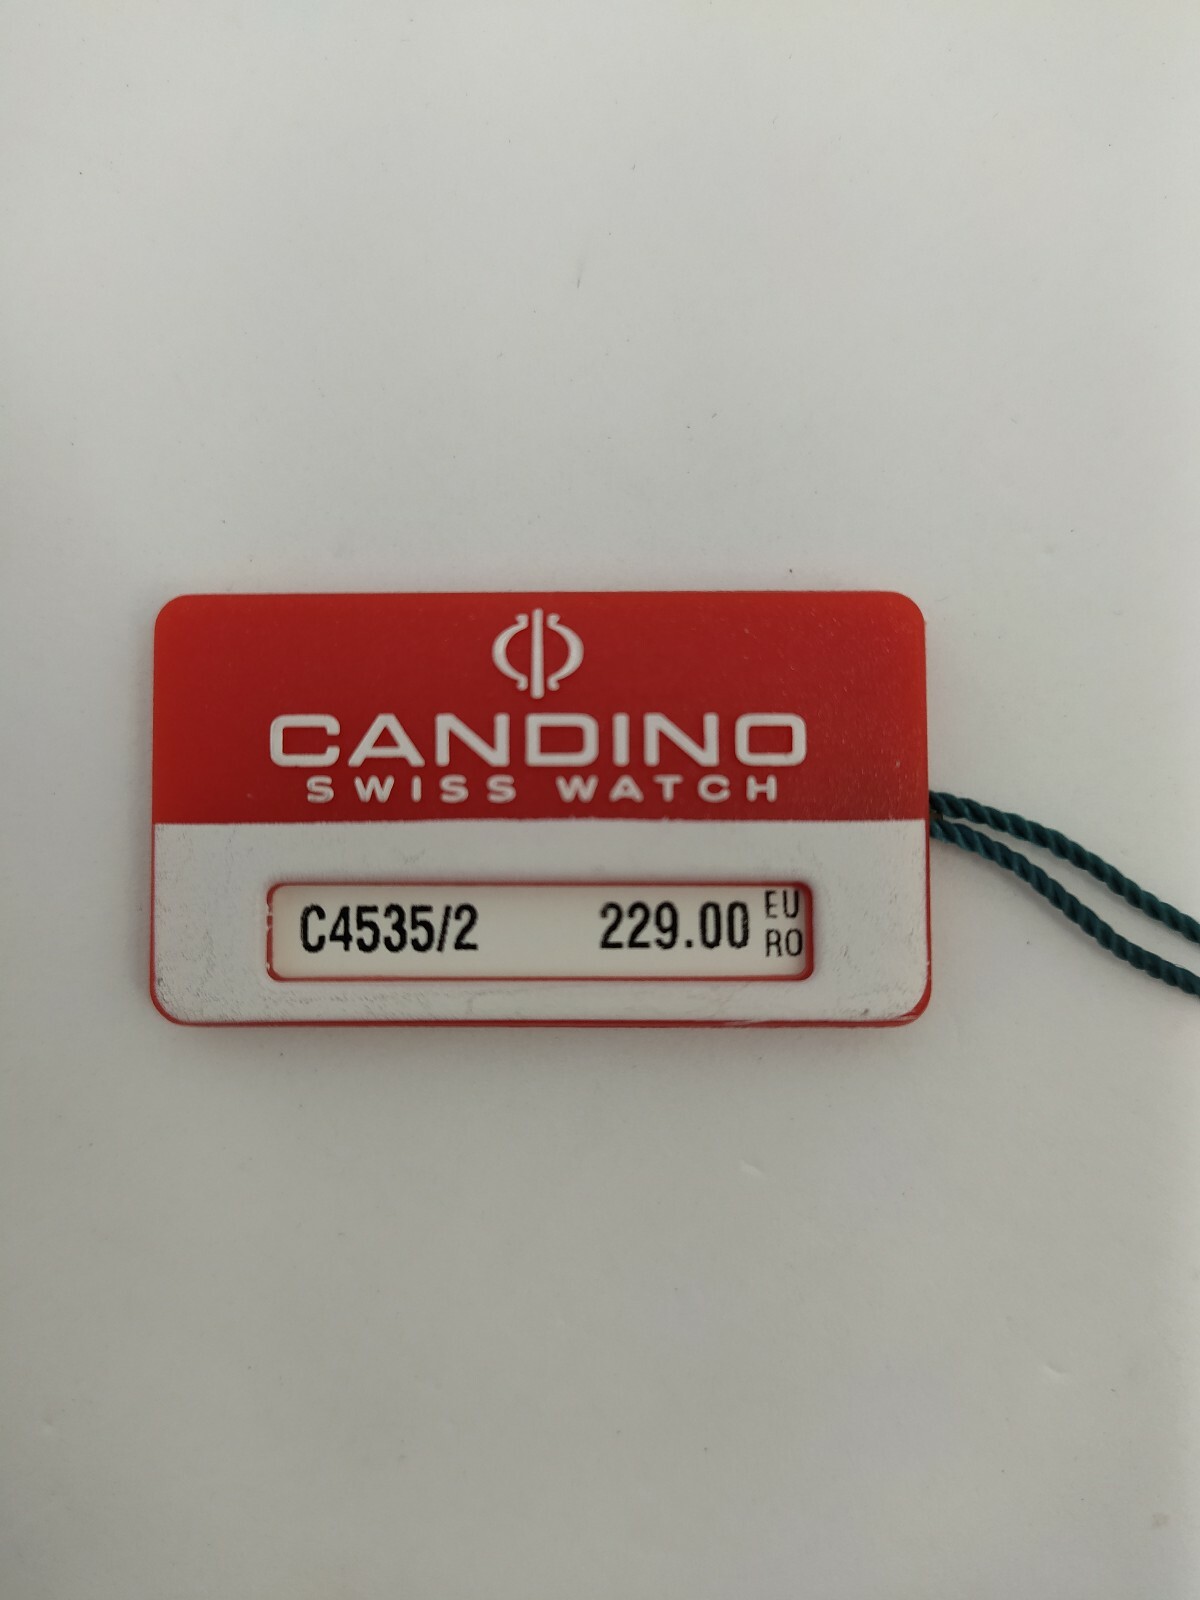 CANDINO
SWISS WATCH
C4535/2 229.00 EU
RO